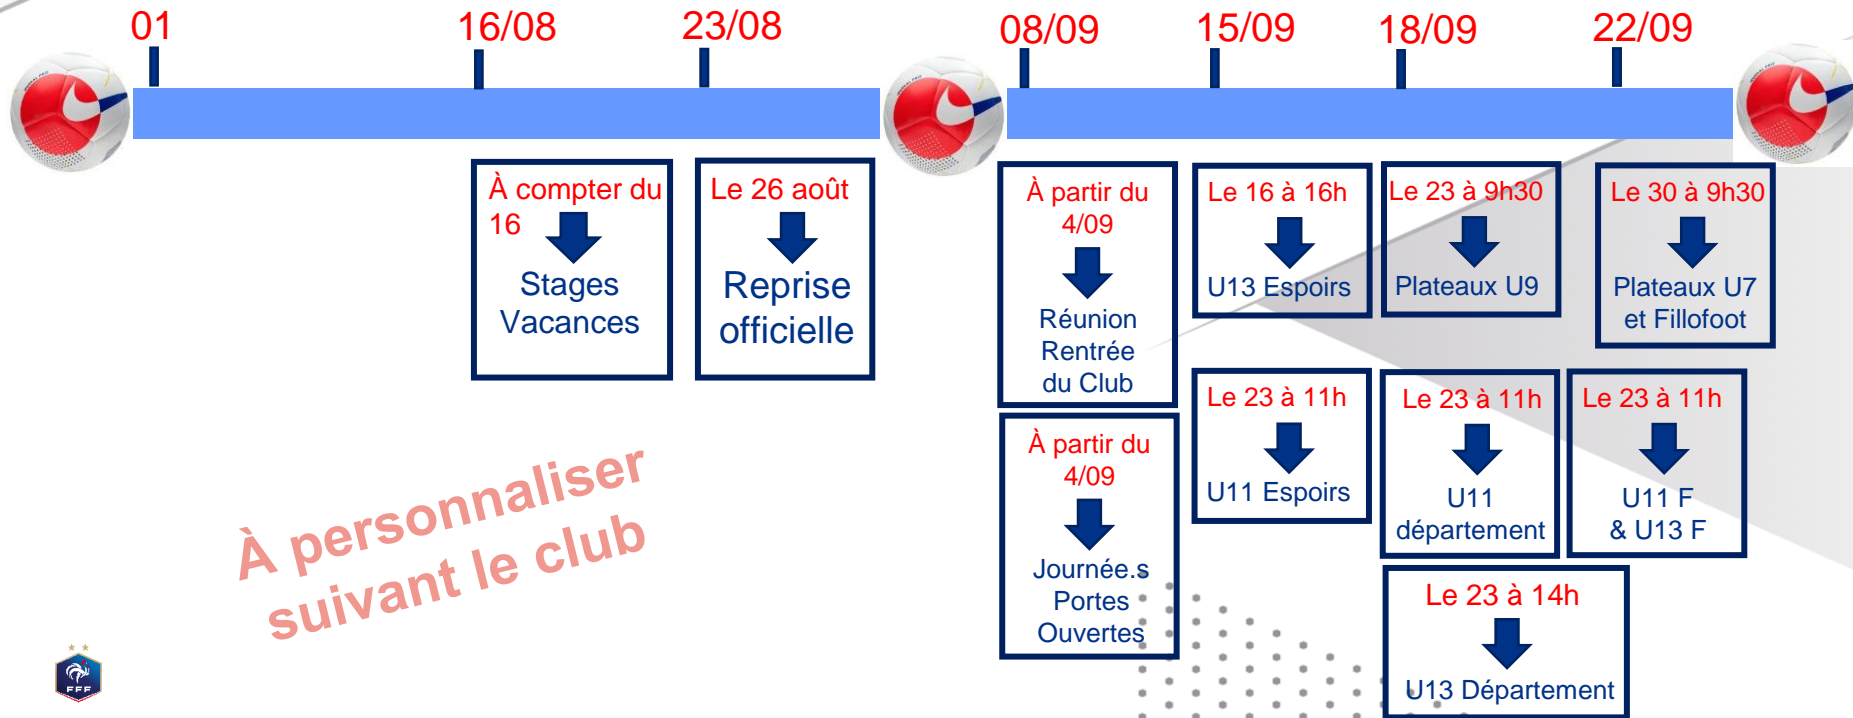 01
16/08
23/08
08/09
15/09
18/09
22/09
À compter du
16
Stages
Vacances
Le 26 août
Reprise
officielle
À partir du
4/09
Réunion
Rentrée
du Club
À partir du
4/09
Journée.s
Portes
Ouvertes
Le 16 à 16h
U13 Espoirs
Le 23 à 11h
U11 Espoirs
Le 23 à 9h30
Plateaux U9
Le 23 à 11h
U11
département
Le 23 à 14h
U13 Département
Le 30 à 9h30
Plateaux U7
et Fillofoot
Le 23 à 11h
U11 F
& U13 F
À personnaliser
suivant le club
FFF